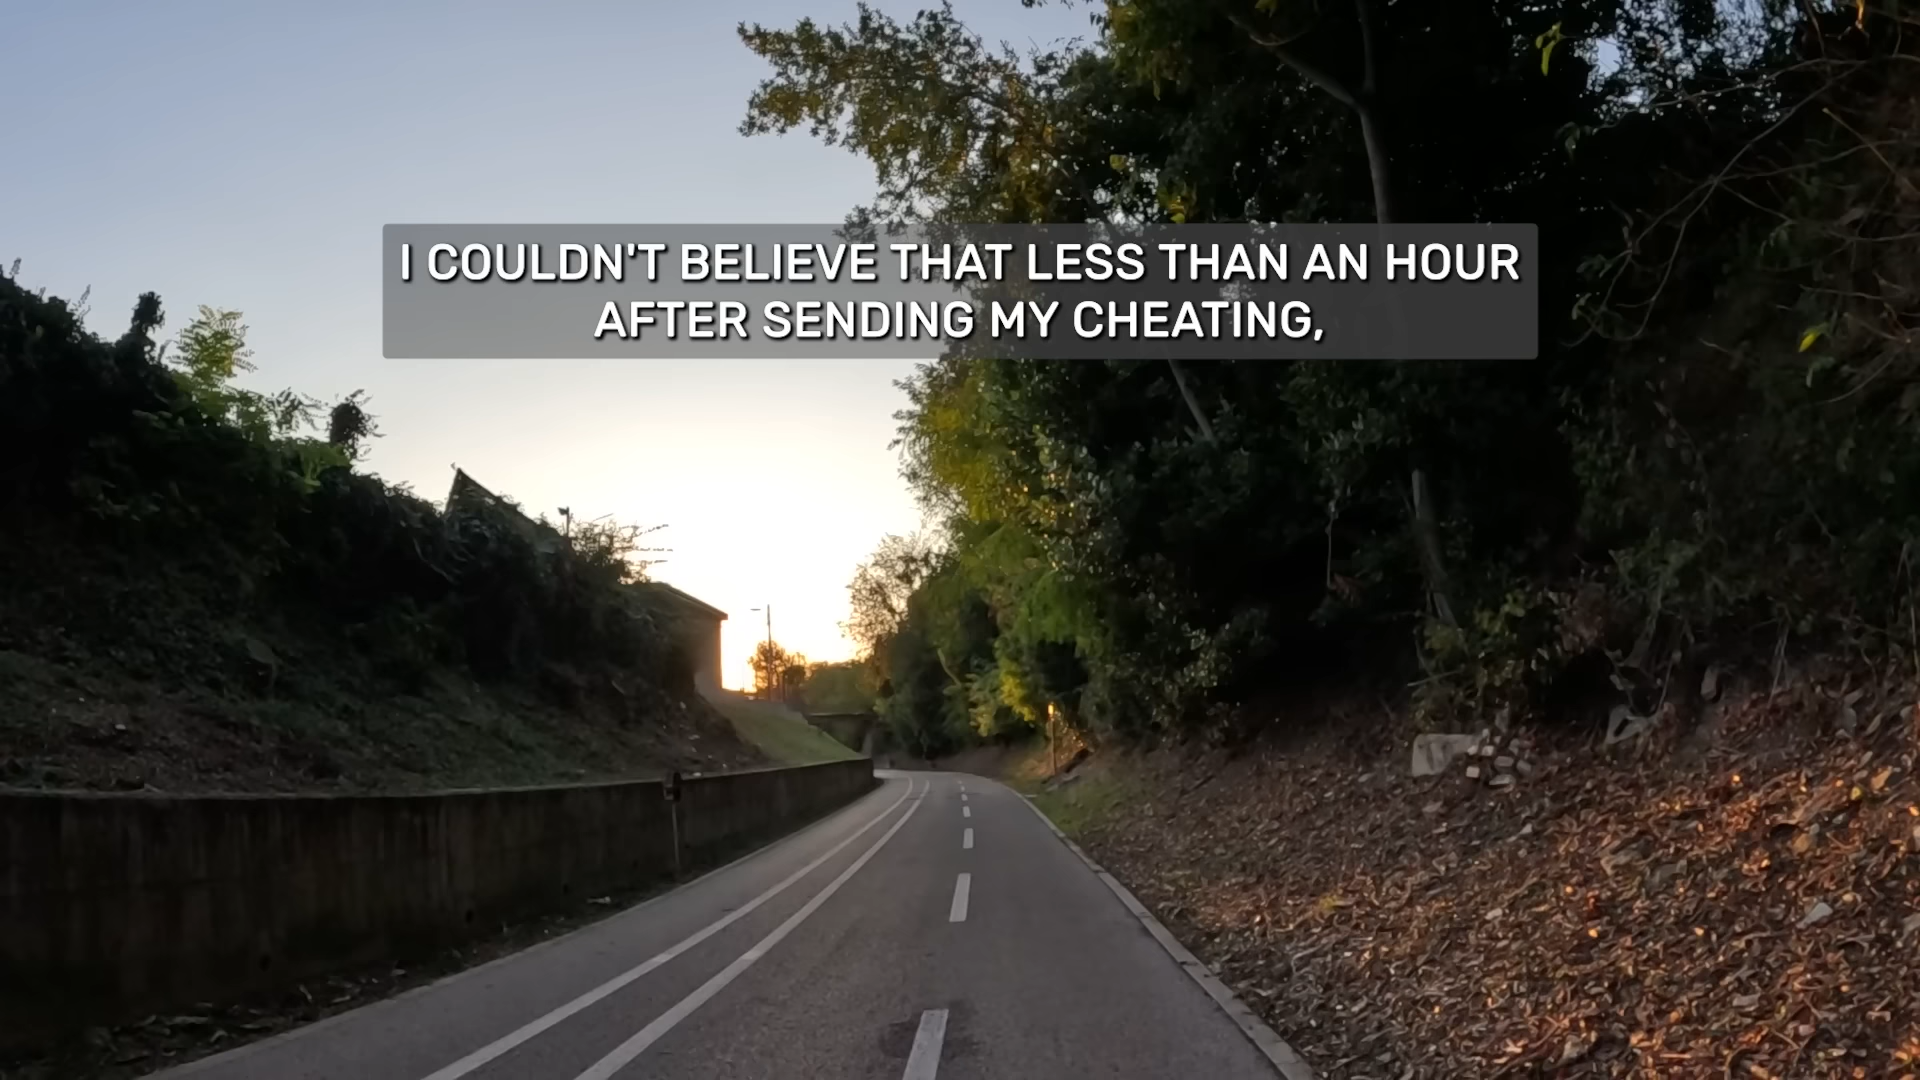 I COULDN'T BELIEVE THAT LESS THAN AN HOUR
AFTER SENDING MY CHEATING,